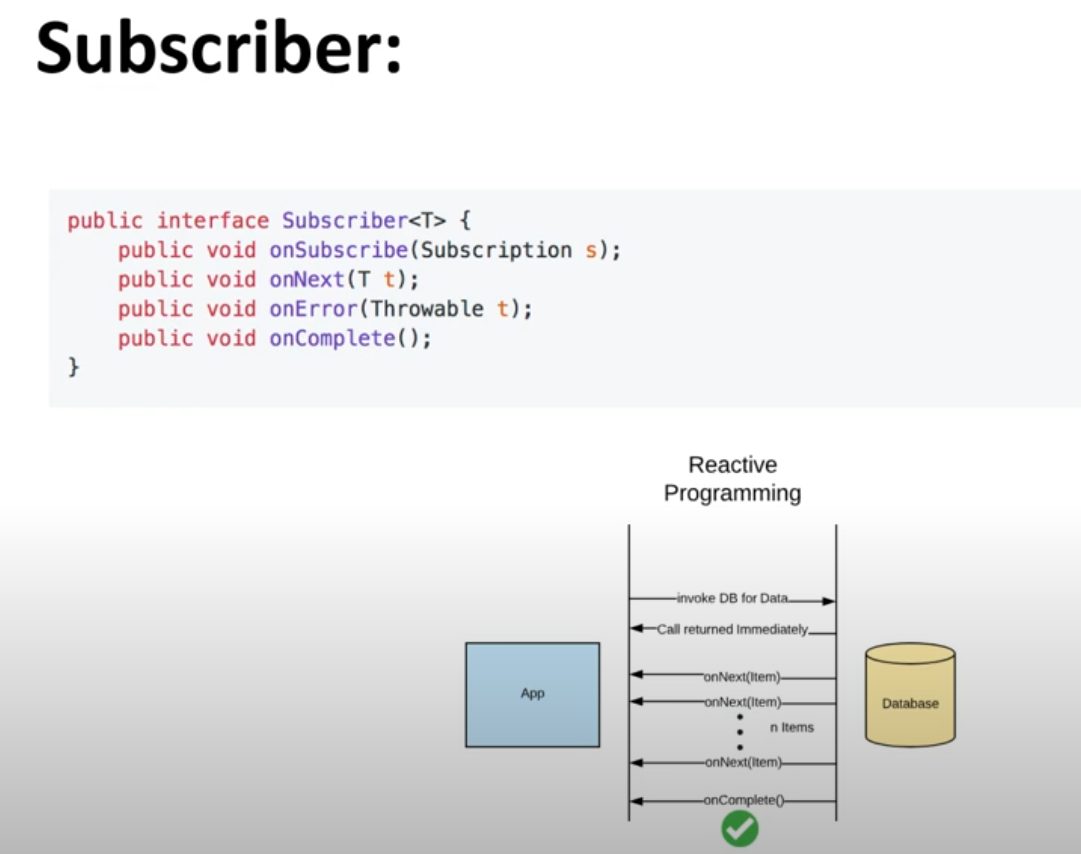 Subscriber:
public interface Subscriber<T> {
public void onSubscribe(Subscription s);
public void onNext(T t);
public void onError(Throwable t);
public void onComplete();
}
Reactive
Programming
invoke DB for Data
Call returned Immediately
onNext(Item)
App
onNext(Item)
Database
n Items
onNext(Item)
onComplete()